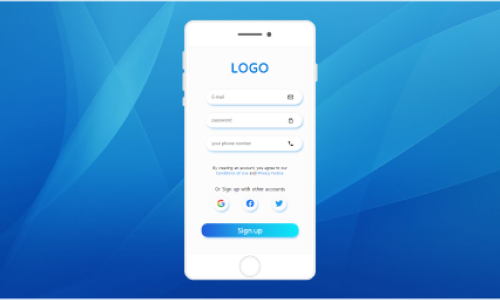 LOGO
E-mail
password
your phone number
By creating an account, you agree to our
Conditions of Use and Privacy Notice
Or Sign up with other accounts
Sign up